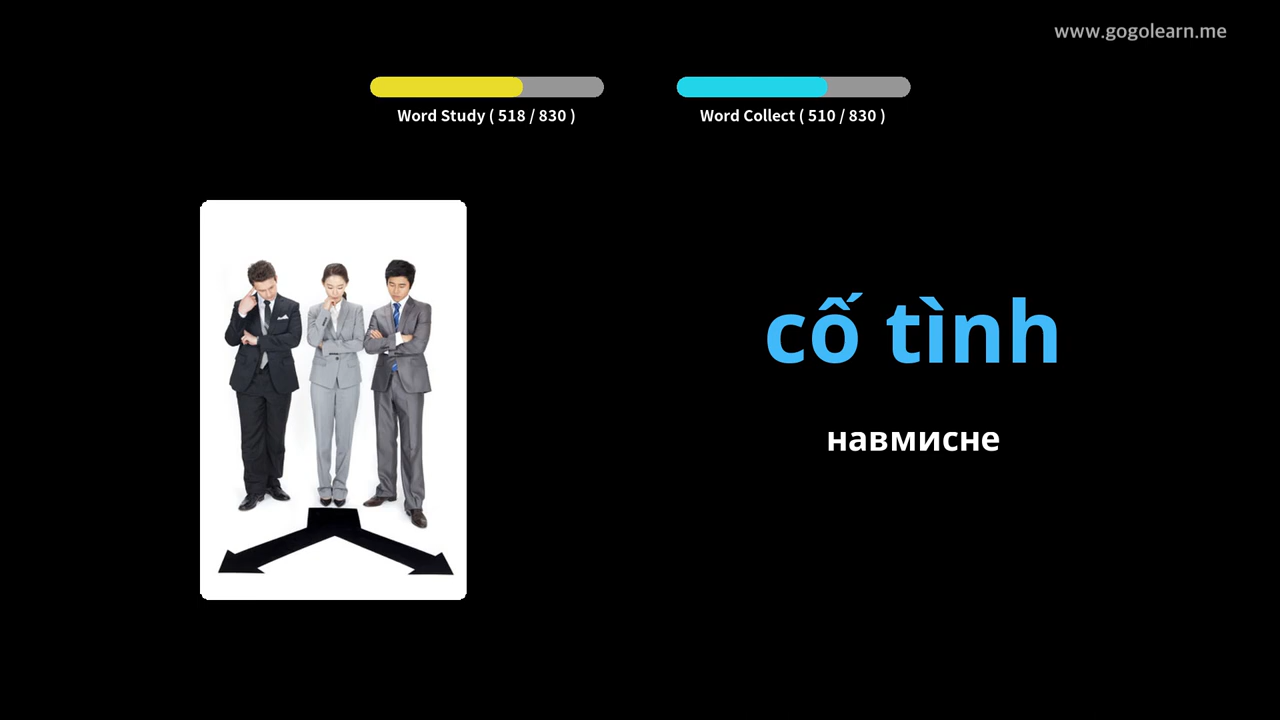 www.gogolearn.me
Word Study ( 518 / 830 )
Word Collect ( 510 / 830 )
cố tình
навмисне